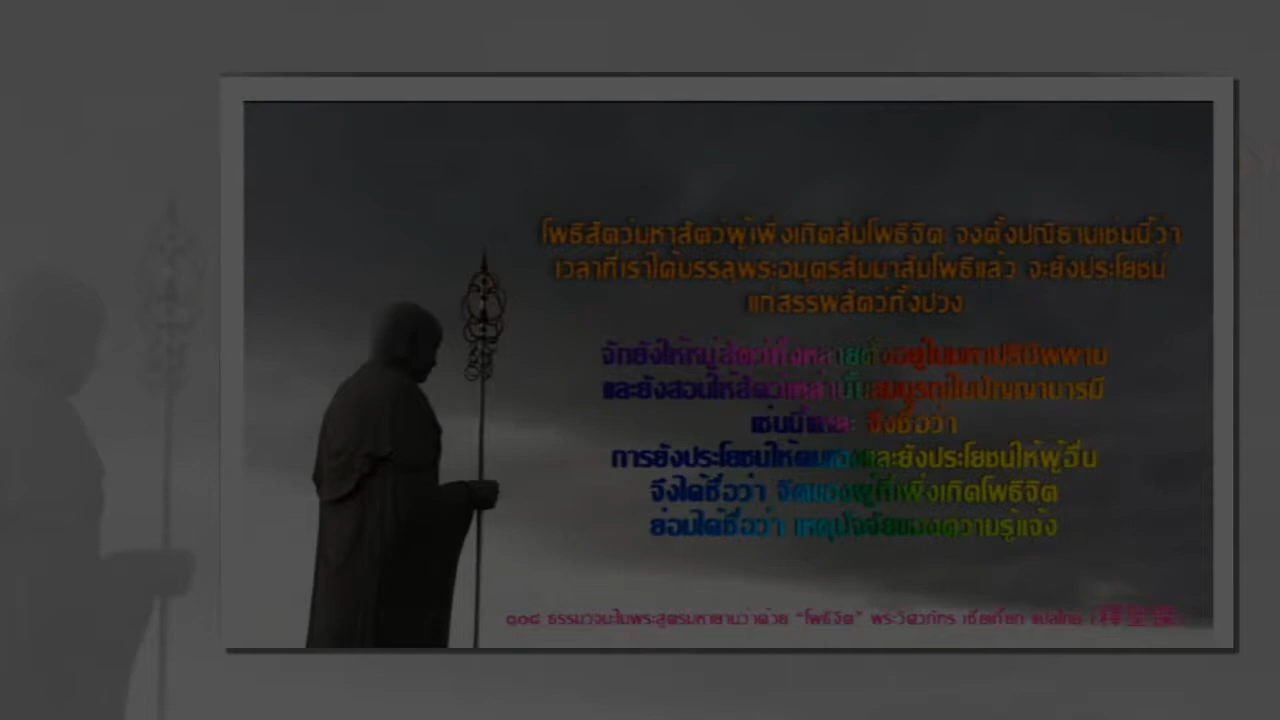 โพธิสัตว์มหาสัตว์ผู้เพิ่งเกิดสัมโพธิจิต จงตั้งปณิธานเช่นนี้ว่า
เวลาที่เราได้บรรลุพระอนุตรสัมมาสัมโพธิแล้ว จะยังประโยชน์
แก่สรรพสัตว์ทั้งปวง
จักยังให้หมู่สัตว์ทั้งหลายตั้งอยู่ในมหาปรินิพพาน
และยังสอนให้สัตว์เหล่านั้นสมบูรณ์ในปัญญาบารมี
เช่นนี้แหละ จึงชื่อว่า
การยังประโยชน์ให้ตนเองและยังประโยชน์ให้ผู้อื่น
จึงได้ชื่อว่า จิตของผู้ที่เพิ่งเกิดโพธิจิต
ย่อมได้ชื่อว่า เหตุปัจจัยของความรู้แจ้ง
๑๐๘ ธรรมวจนะในพระสูตรมหายานว่าด้วย “โพธิจิต” พระวิศวภัทร เซี่ยเกี๊ยก แปลไทย